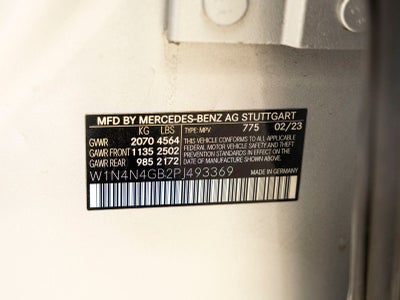 MFD BY MERCEDES-BENZ AG STUTTGART
KG LBS TYPE: MPV 775 02/23
GVWR 2070 4564
GAWR FRONT 1135 2502
GAWR REAR 985 2172
THIS VEHICLE CONFORMS TO ALL APPLICABLE
FEDERAL MOTOR VEHICLE SAFETY AND THEFT
PREVENTION STANDARDS IN EFFECT ON THE
DATE OF MANUFACTURE SHOWN ABOVE.
W1N4N4GB2PJ493369 MADE IN GERMANY